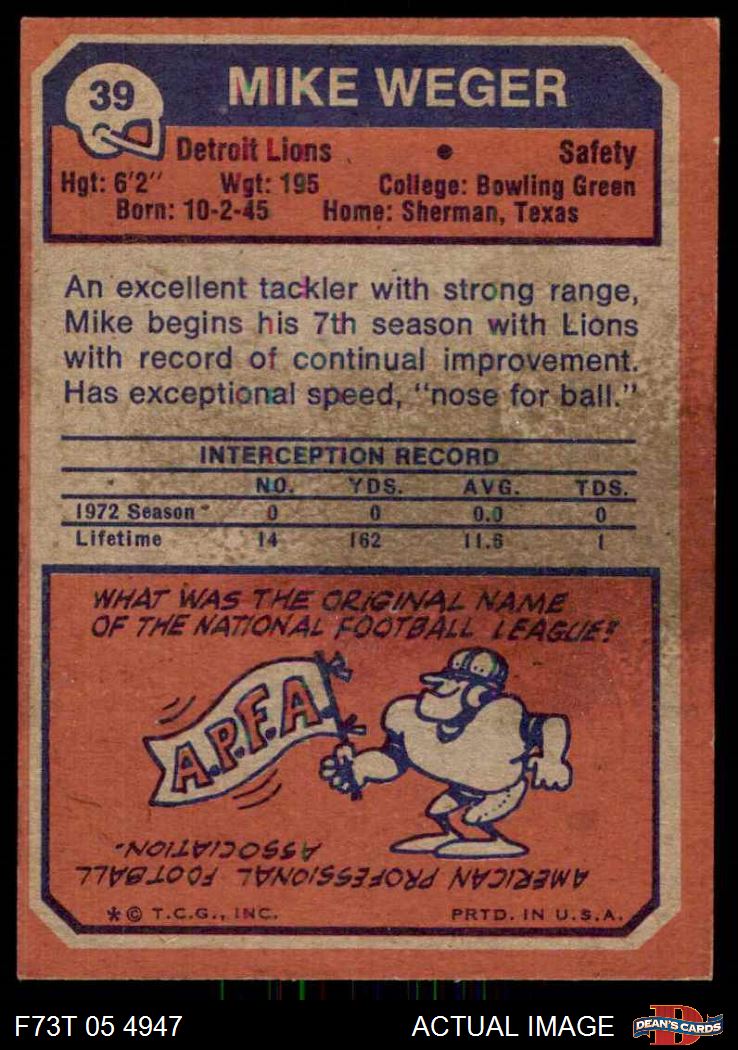 39
MIKE WEGER
Detroit Lions • Safety
Hgt: 6'2" Wgt: 195 College: Bowling Green
Born: 10-2-45 Home: Sherman, Texas
An excellent tackler with strong range,
Mike begins his 7th season with Lions
with record of continual improvement.
Has exceptional speed, "nose for ball."
INTERCEPTION RECORD
NO. YDS. AVG. TDS.
1972 Season 0 0 0.0 0
Lifetime 14 162 11.6 1
WHAT WAS THE ORIGINAL NAME
OF THE NATIONAL FOOTBALL LEAGUE?
A.P.F.A.
AMERICAN PROFESSIONAL FOOTBALL
ASSOCIATION.
* © T.C.G., INC. PRTD. IN U.S.A.
F73T 05 4947 ACTUAL IMAGE
D
DEAN'S CARDS